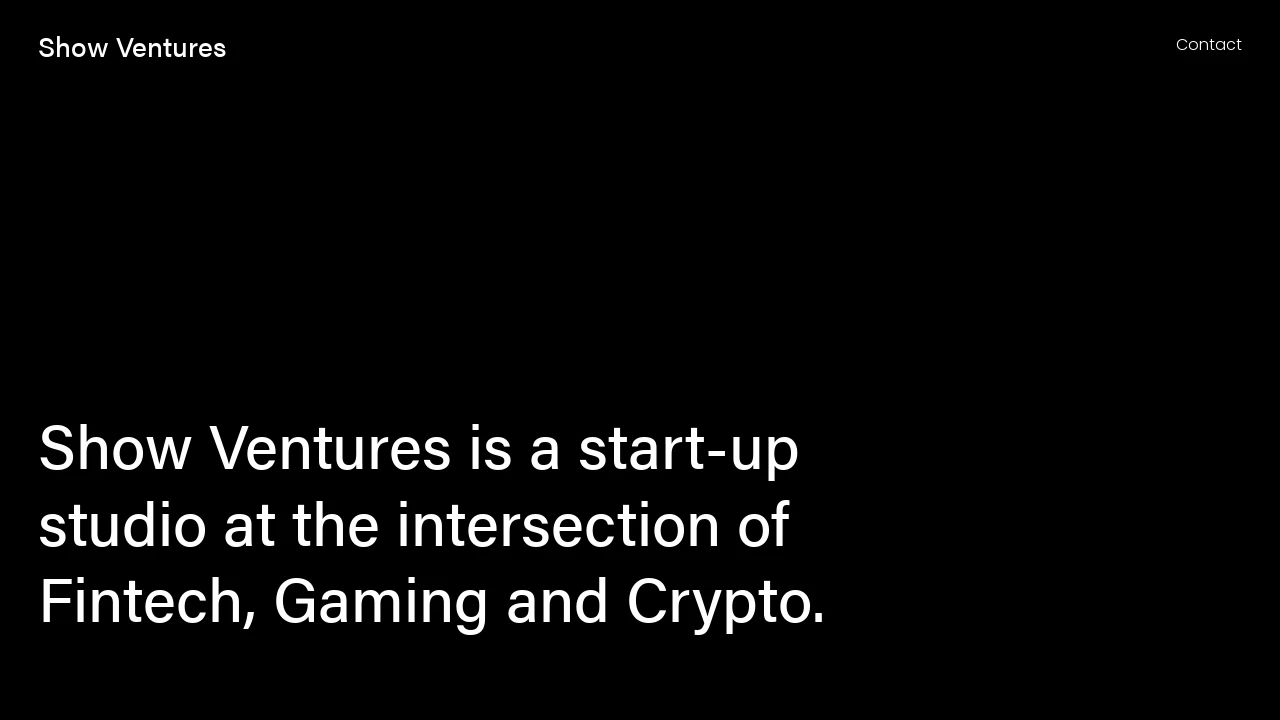 Show Ventures
Contact
Show Ventures is a start-up
studio at the intersection of
Fintech, Gaming and Crypto.